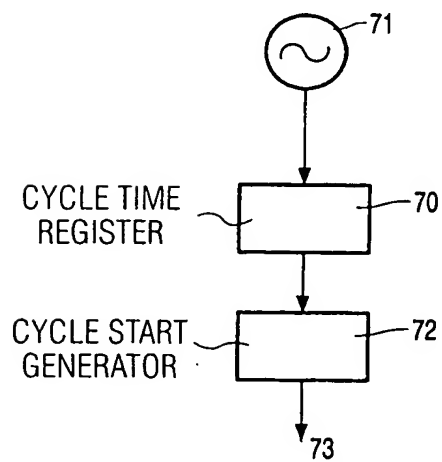 71
CYCLE TIME
REGISTER
70
CYCLE START
GENERATOR
72
73